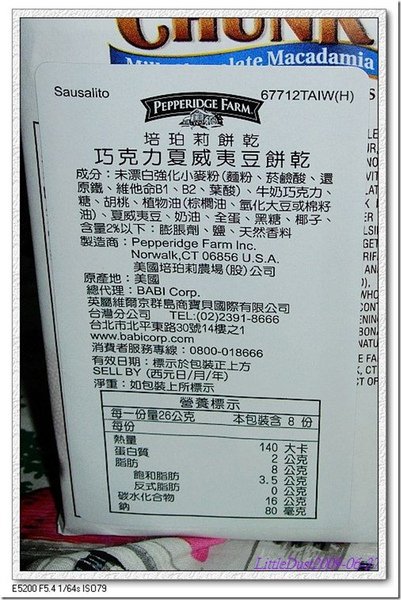 CHUNK
Milk Chocolate Macadamia
Sausalito
67712TAIW(H)
PEPPERIDGE FARM
培珀莉餅乾
巧克力夏威夷豆餅乾
成分：未漂白強化小麥粉（麵粉、菸鹼酸、還
原鐵、維他命B1、B2、葉酸）、牛奶巧克力、
糖、胡桃、植物油(棕櫚油、氫化大豆或棉籽
油)、夏威夷豆、奶油、全蛋、黑糖、椰子、
含量2%以下：膨脹劑、鹽、天然香料
製造商：Pepperidge Farm Inc.
Norwalk,CT 06856 U.S.A.
美國培珀莉農場(股)公司
原產地：美國
總代理：BABI Corp.
英屬維爾京群島商寶貝國際有限公司
台灣分公司 TEL:(02)2391-8666
台北市北平東路30號14樓之1
www.babicorp.com
消費者服務專線：0800-018666
有效日期：標示於包裝正上方
SELL BY (西元日/月/年)
淨重：如包裝上所標示
營養標示
每一份量26公克 本包裝含 8 份
每份
熱量 140 大卡
蛋白質 2 公克
脂肪 8 公克
飽和脂肪 3.5 公克
反式脂肪 0 公克
碳水化合物 16 公克
鈉 80 毫克
E5200 F5.4 1/64s ISO79